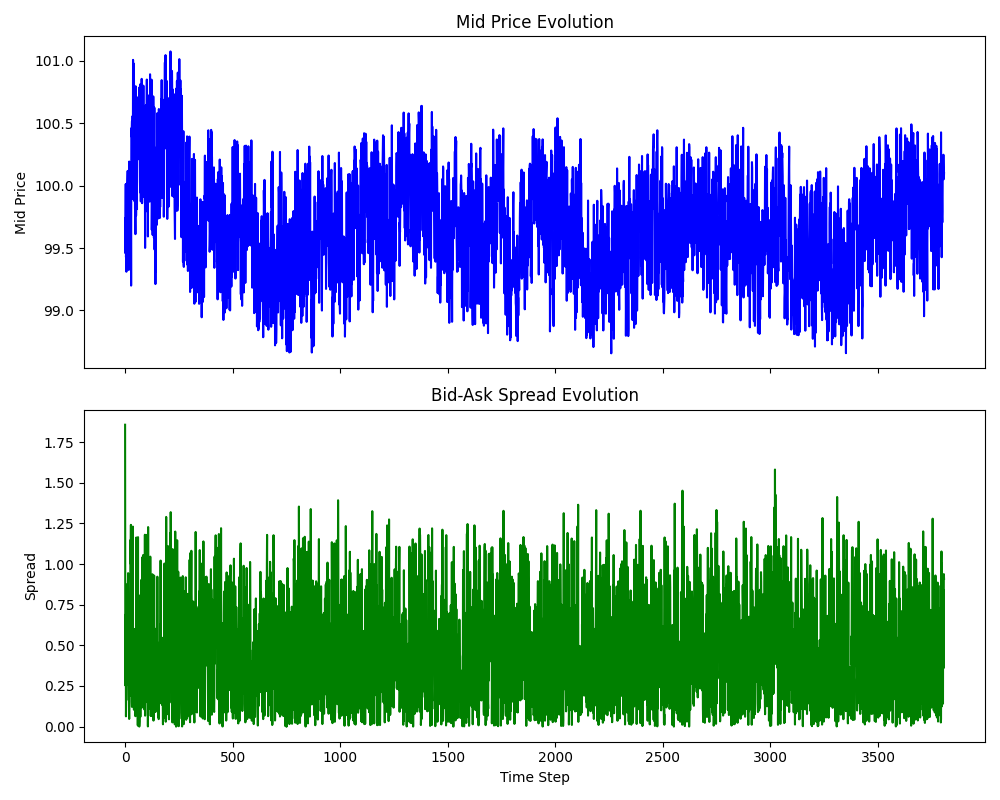 Mid Price Evolution
101.0
100.5
100.0
99.5
99.0
Mid Price
Bid-Ask Spread Evolution
1.75
1.50
1.25
1.00
0.75
0.50
0.25
0.00
Spread
0 500 1000 1500 2000 2500 3000 3500
Time Step